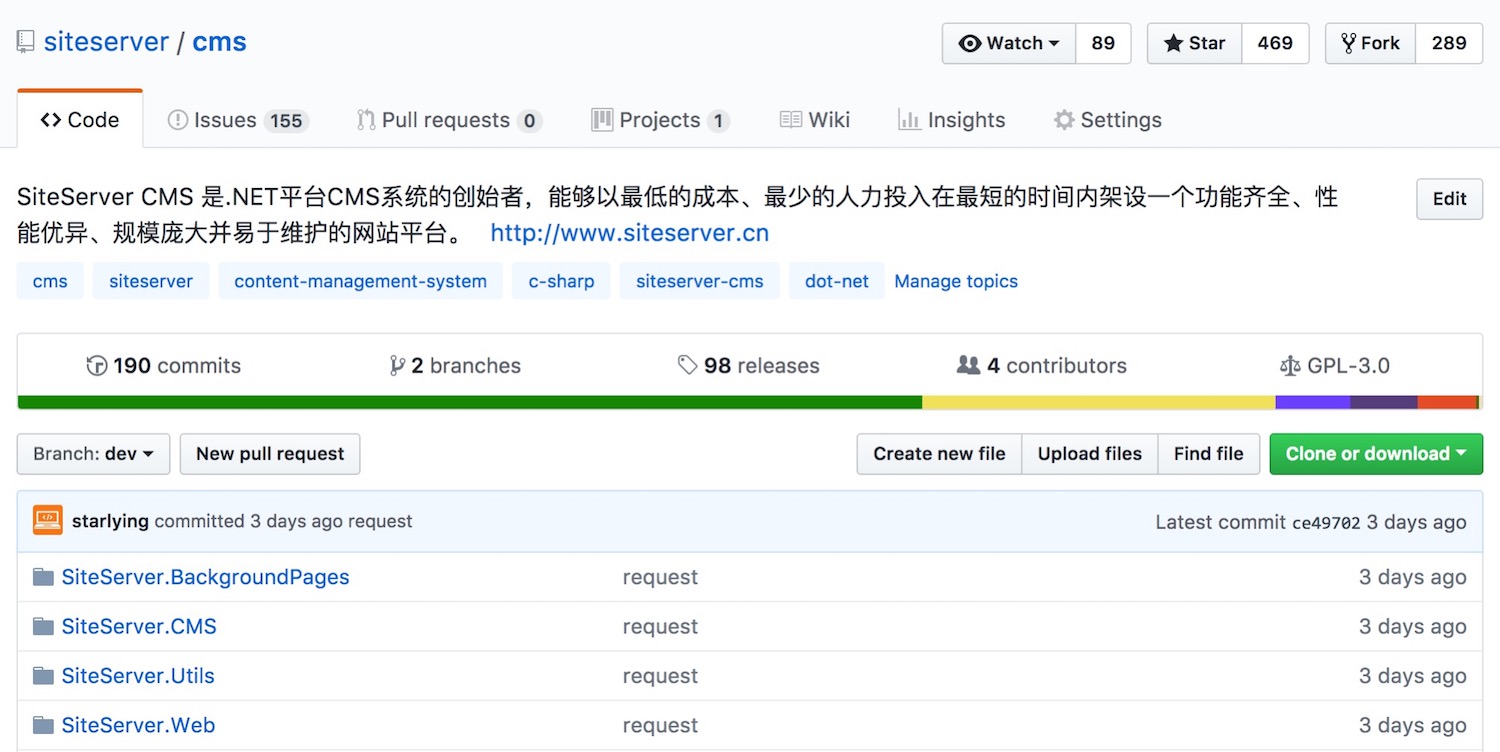 siteserver / cms
Watch 89 Star 469 Fork 289
Code Issues 155 Pull requests 0 Projects 1 Wiki Insights Settings
SiteServer CMS 是.NET平台CMS系统的创始者，能够以最低的成本、最少的人力投入在最短的时间内架设一个功能齐全、性
能优异、规模庞大并易于维护的网站平台。 http://www.siteserver.cn
Edit
cms siteserver content-management-system c-sharp siteserver-cms dot-net Manage topics
190 commits 2 branches 98 releases 4 contributors GPL-3.0
Branch: dev New pull request Create new file Upload files Find file Clone or download
starlying committed 3 days ago request Latest commit ce49702 3 days ago
SiteServer.BackgroundPages request 3 days ago
SiteServer.CMS request 3 days ago
SiteServer.Utils request 3 days ago
SiteServer.Web request 3 days ago